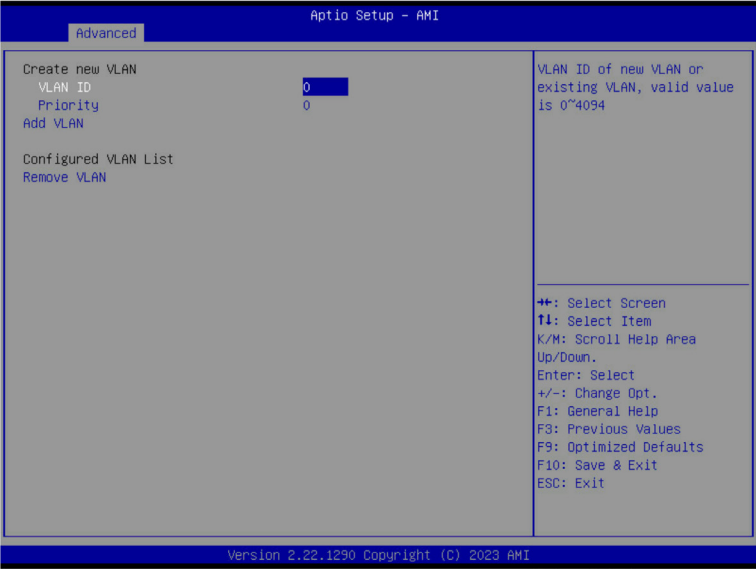 Aptio Setup – AMI
Advanced
Create new VLAN
VLAN ID 0
Priority 0
Add VLAN
Configured VLAN List
Remove VLAN
VLAN ID of new VLAN or
existing VLAN, valid value
is 0~4094
→←: Select Screen
↑↓: Select Item
K/M: Scroll Help Area
Up/Down.
Enter: Select
+/-: Change Opt.
F1: General Help
F3: Previous Values
F9: Optimized Defaults
F10: Save & Exit
ESC: Exit
Version 2.22.1290 Copyright (C) 2023 AMI